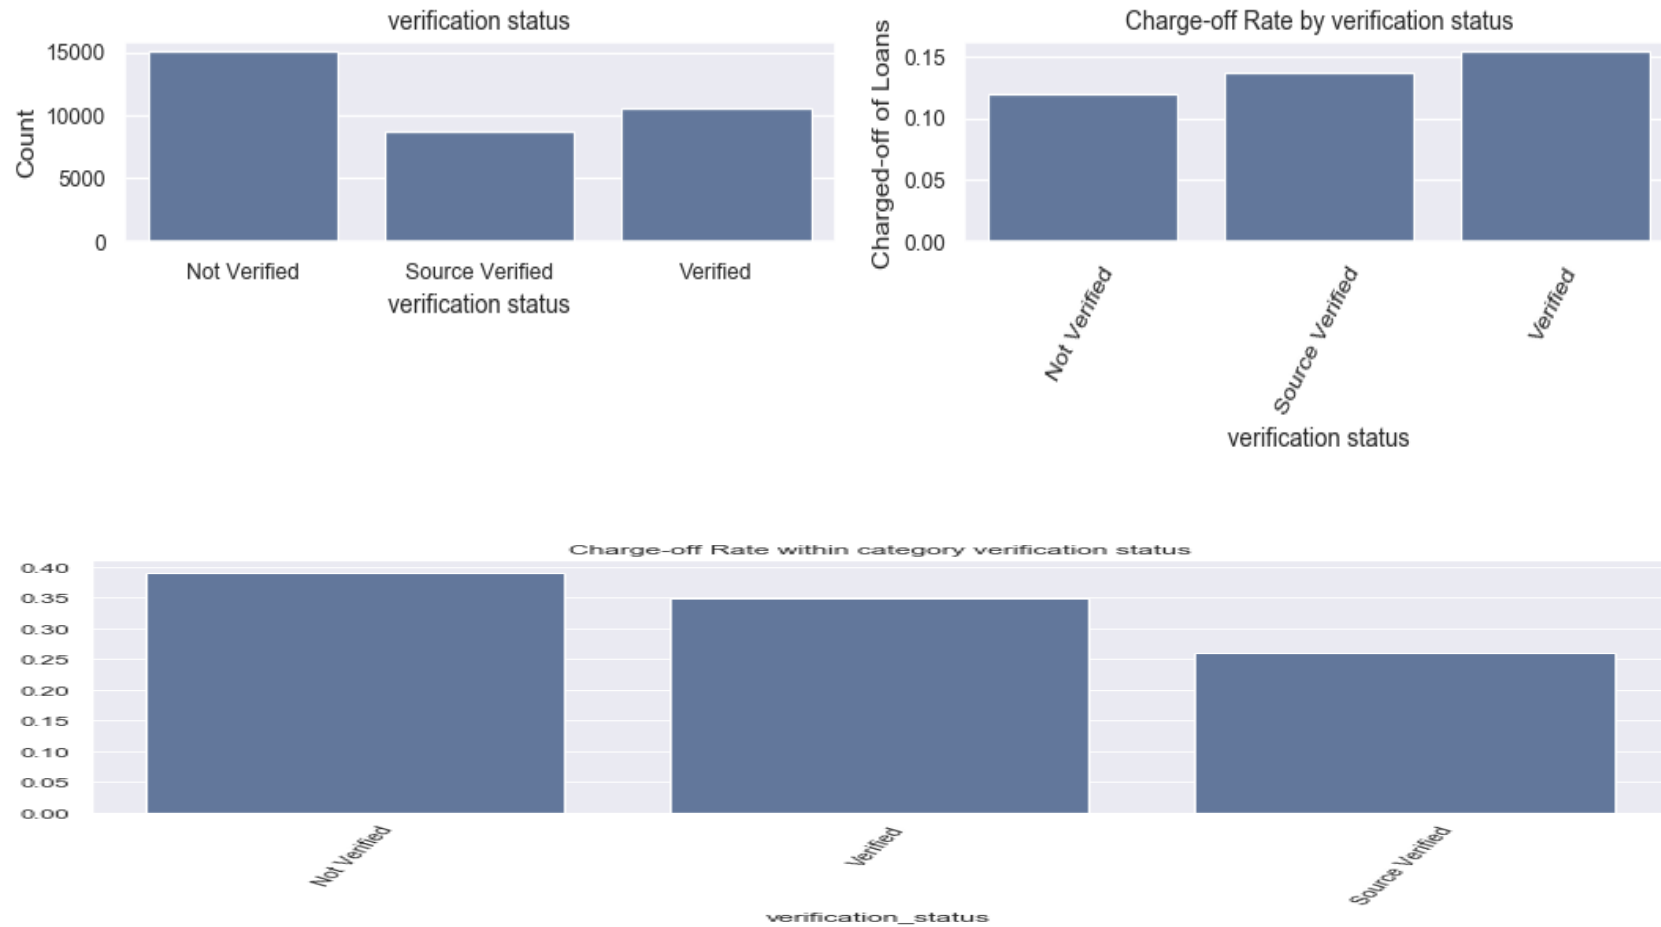 verification status
Count
15000
10000
5000
0
Not Verified
Source Verified
Verified
verification status
Charge-off Rate by verification status
Charged-off of Loans
0.15
0.10
0.05
0.00
Not Verified
Source Verified
Verified
verification status
Charge-off Rate within category verification status
0.40
0.35
0.30
0.25
0.20
0.15
0.10
0.05
0.00
Not Verified
Verified
Source Verified
verification_status